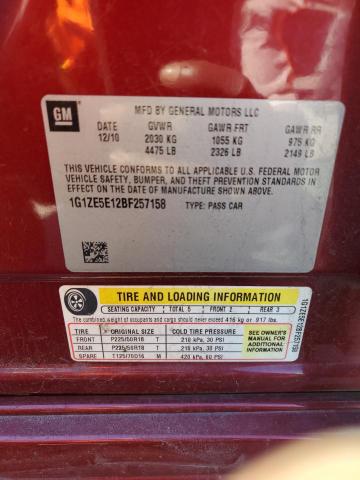 GM
MFD BY GENERAL MOTORS LLC
DATE GVWR GAWR FRT GAWR RR
12/10 2030 KG 1055 KG 975 KG
4475 LB 2326 LB 2149 LB
THIS VEHICLE CONFORMS TO ALL APPLICABLE U.S. FEDERAL MOTOR
VEHICLE SAFETY, BUMPER, AND THEFT PREVENTION STANDARDS
IN EFFECT ON THE DATE OF MANUFACTURE SHOWN ABOVE.
1G1ZE5E12BF257158 TYPE: PASS CAR
TIRE AND LOADING INFORMATION
SEATING CAPACITY TOTAL 5 FRONT 2 REAR 3
The combined weight of occupants and cargo should never exceed 416 kg or 917 lbs.
TIRE ORIGINAL SIZE COLD TIRE PRESSURE
FRONT P225/50R18 T 210 kPa, 30 PSI
REAR P225/50R18 T 210 kPa, 30 PSI
SPARE T125/70D16 M 420 kPa, 60 PSI
SEE OWNER'S
MANUAL FOR
ADDITIONAL
INFORMATION
1G1ZE5E12BF257158